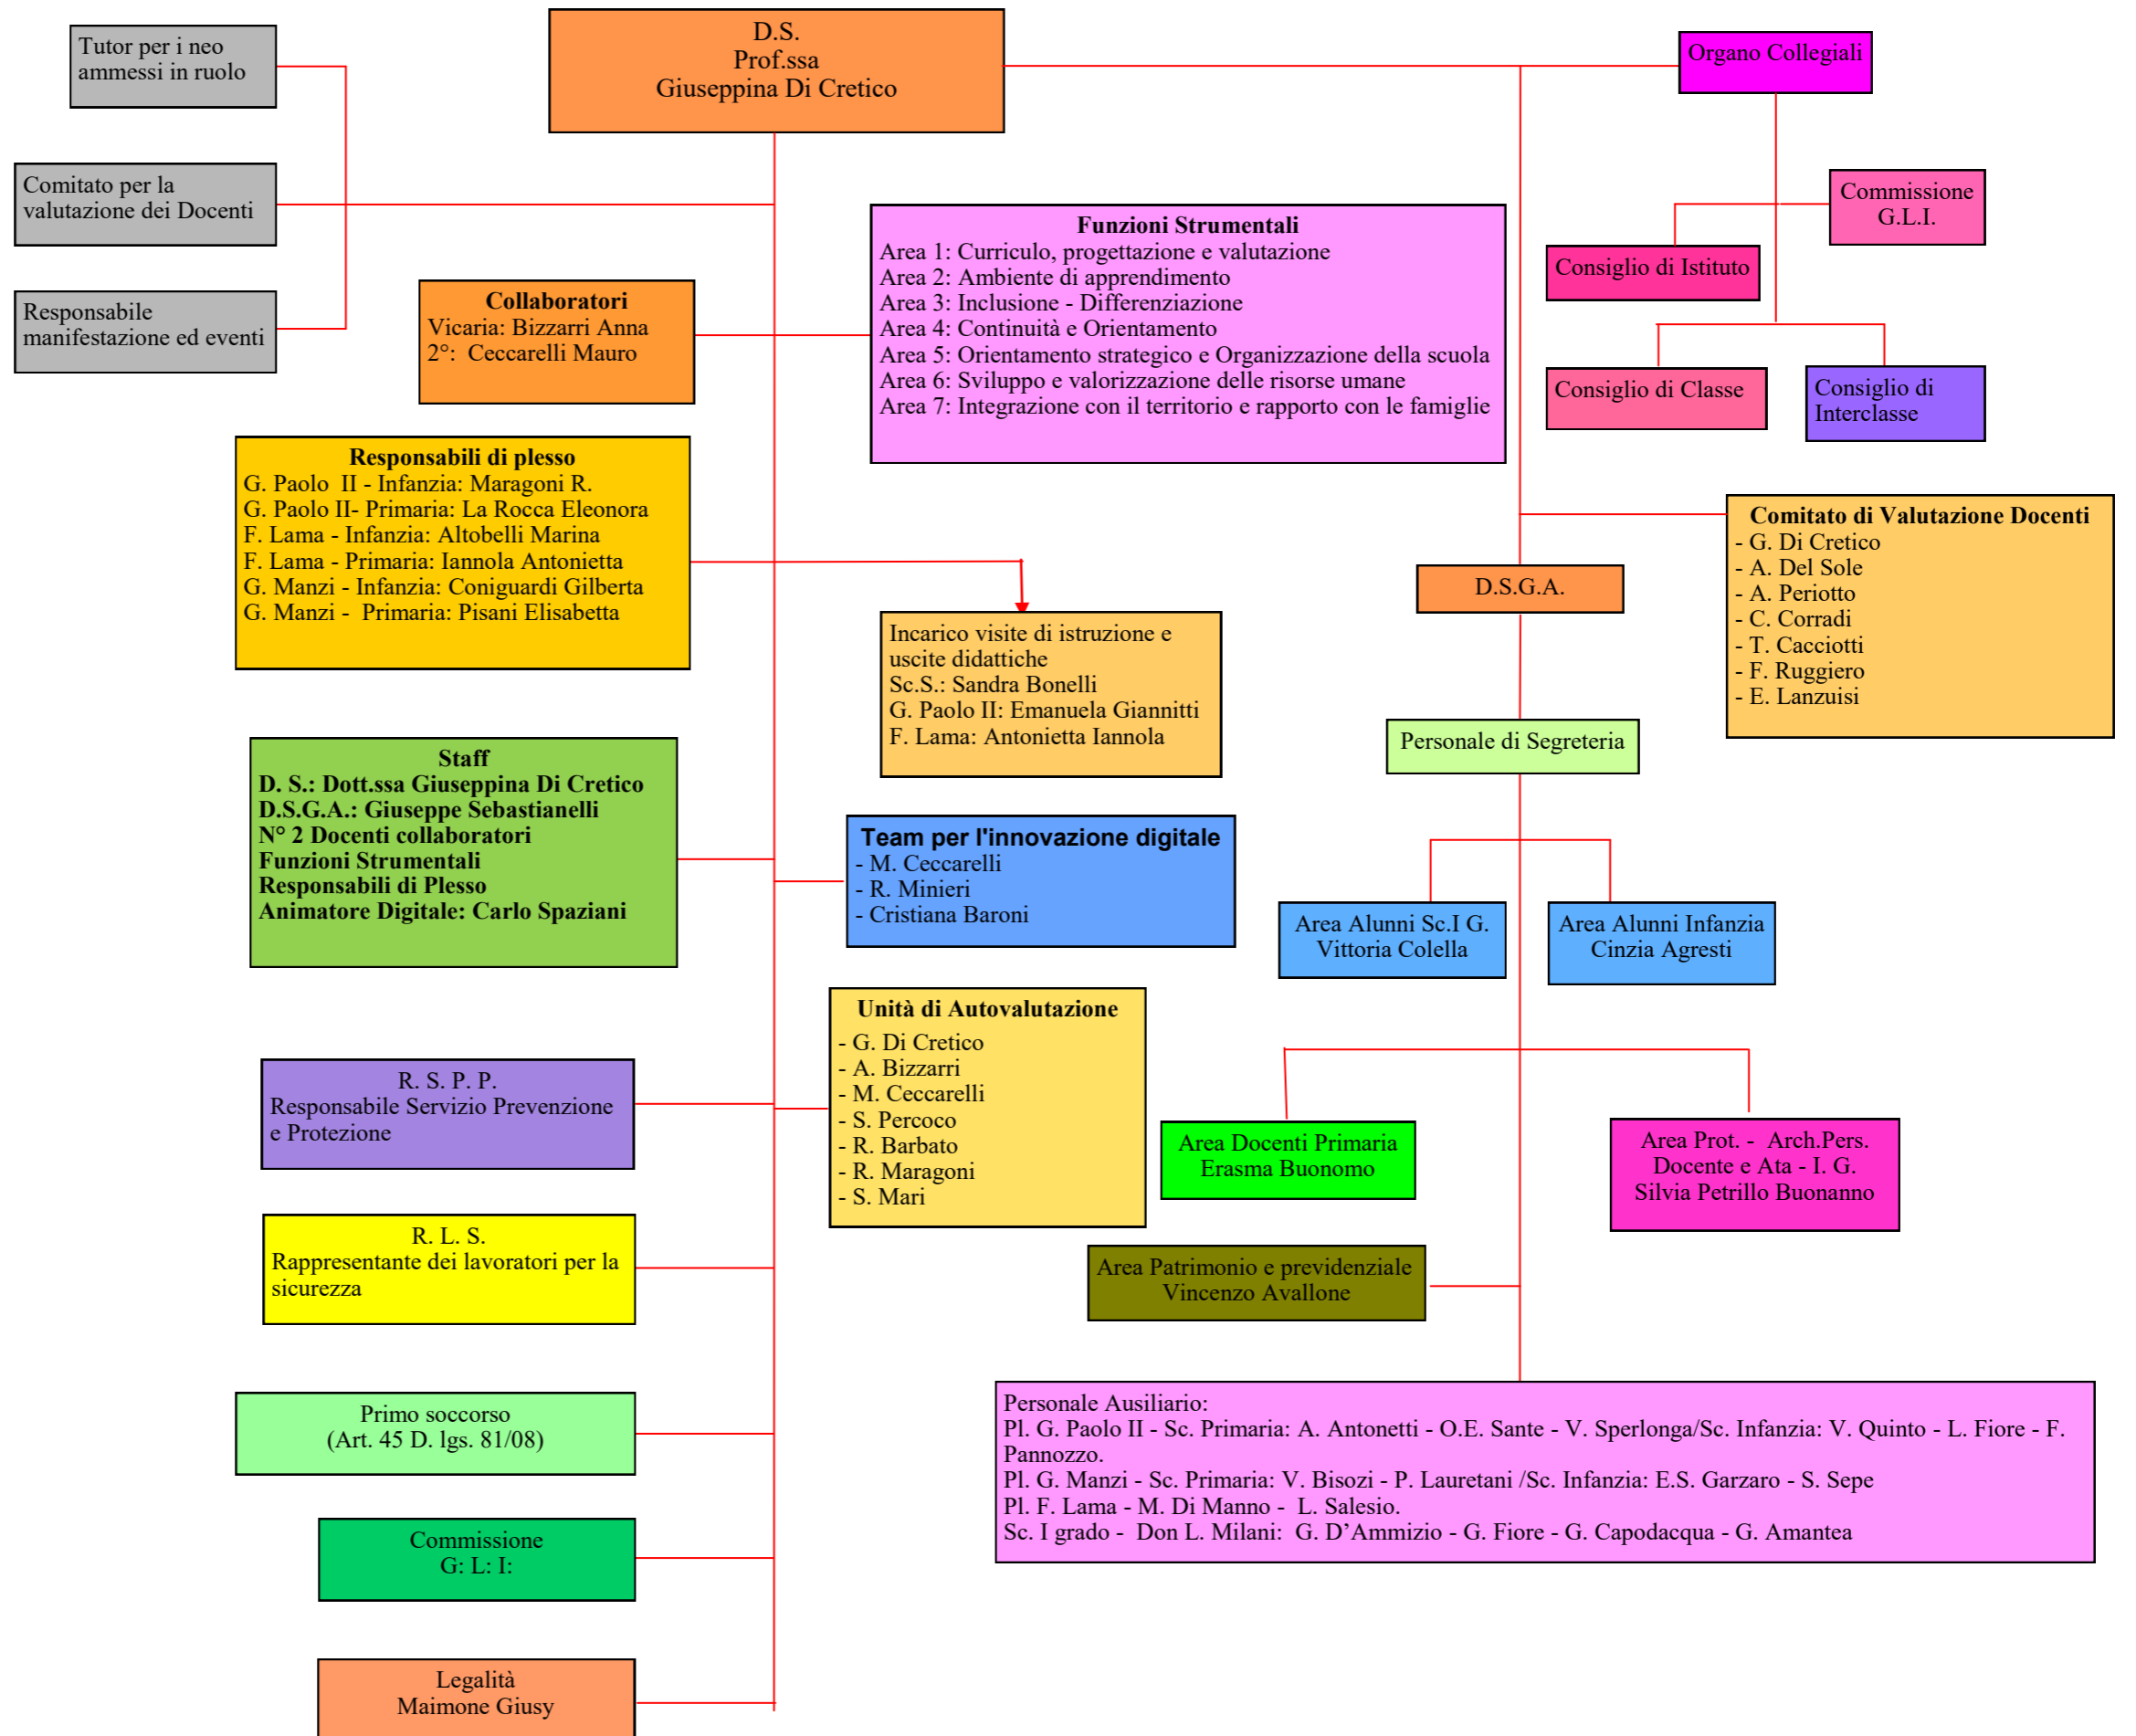 D.S.
Prof.ssa
Giuseppina Di Cretico
Tutor per i neo
ammessi in ruolo
Organo Collegiali
Comitato per la
valutazione dei Docenti
Commissione
G.L.I.
Funzioni Strumentali
Area 1: Curriculo, progettazione e valutazione
Area 2: Ambiente di apprendimento
Area 3: Inclusione - Differenziazione
Area 4: Continuità e Orientamento
Area 5: Orientamento strategico e Organizzazione della scuola
Area 6: Sviluppo e valorizzazione delle risorse umane
Area 7: Integrazione con il territorio e rapporto con le famiglie
Consiglio di Istituto
Responsabile
manifestazione ed eventi
Collaboratori
Vicaria: Bizzarri Anna
2°:  Ceccarelli Mauro
Consiglio di Classe
Consiglio di
Interclasse
Responsabili di plesso
G. Paolo  II - Infanzia: Maragoni R.
G. Paolo II- Primaria: La Rocca Eleonora
F. Lama - Infanzia: Altobelli Marina
F. Lama - Primaria: Iannola Antonietta
G. Manzi - Infanzia: Coniguardi Gilberta
G. Manzi -  Primaria: Pisani Elisabetta
Comitato di Valutazione Docenti
- G. Di Cretico
- A. Del Sole
- A. Periotto
- C. Corradi
- T. Cacciotti
- F. Ruggiero
- E. Lanzuisi
D.S.G.A.
Incarico visite di istruzione e
uscite didattiche
Sc.S.: Sandra Bonelli
G. Paolo II: Emanuela Giannitti
F. Lama: Antonietta Iannola
Personale di Segreteria
Staff
D. S.: Dott.ssa Giuseppina Di Cretico
D.S.G.A.: Giuseppe Sebastianelli
N° 2 Docenti collaboratori
Funzioni Strumentali
Responsabili di Plesso
Animatore Digitale: Carlo Spaziani
Team per l'innovazione digitale
- M. Ceccarelli
- R. Minieri
- Cristiana Baroni
Area Alunni Sc.I G.
Vittoria Colella
Area Alunni Infanzia
Cinzia Agresti
Unità di Autovalutazione
- G. Di Cretico
- A. Bizzarri
- M. Ceccarelli
- S. Percoco
- R. Barbato
- R. Maragoni
- S. Mari
R. S. P. P.
Responsabile Servizio Prevenzione
e Protezione
Area Docenti Primaria
Erasma Buonomo
Area Prot. -  Arch.Pers.
Docente e Ata - I. G.
Silvia Petrillo Buonanno
R. L. S.
Rappresentante dei lavoratori per la
sicurezza
Area Patrimonio e previdenziale
Vincenzo Avallone
Primo soccorso
(Art. 45 D. lgs. 81/08)
Personale Ausiliario:
Pl. G. Paolo II - Sc. Primaria: A. Antonetti - O.E. Sante - V. Sperlonga/Sc. Infanzia: V. Quinto - L. Fiore - F.
Pannozzo.
Pl. G. Manzi - Sc. Primaria: V. Bisozi - P. Lauretani /Sc. Infanzia: E.S. Garzaro - S. Sepe
Pl. F. Lama - M. Di Manno -  L. Salesio.
Sc. I grado -  Don L. Milani:  G. D’Ammizio - G. Fiore - G. Capodacqua - G. Amantea
Commissione
G: L: I:
Legalità
Maimone Giusy